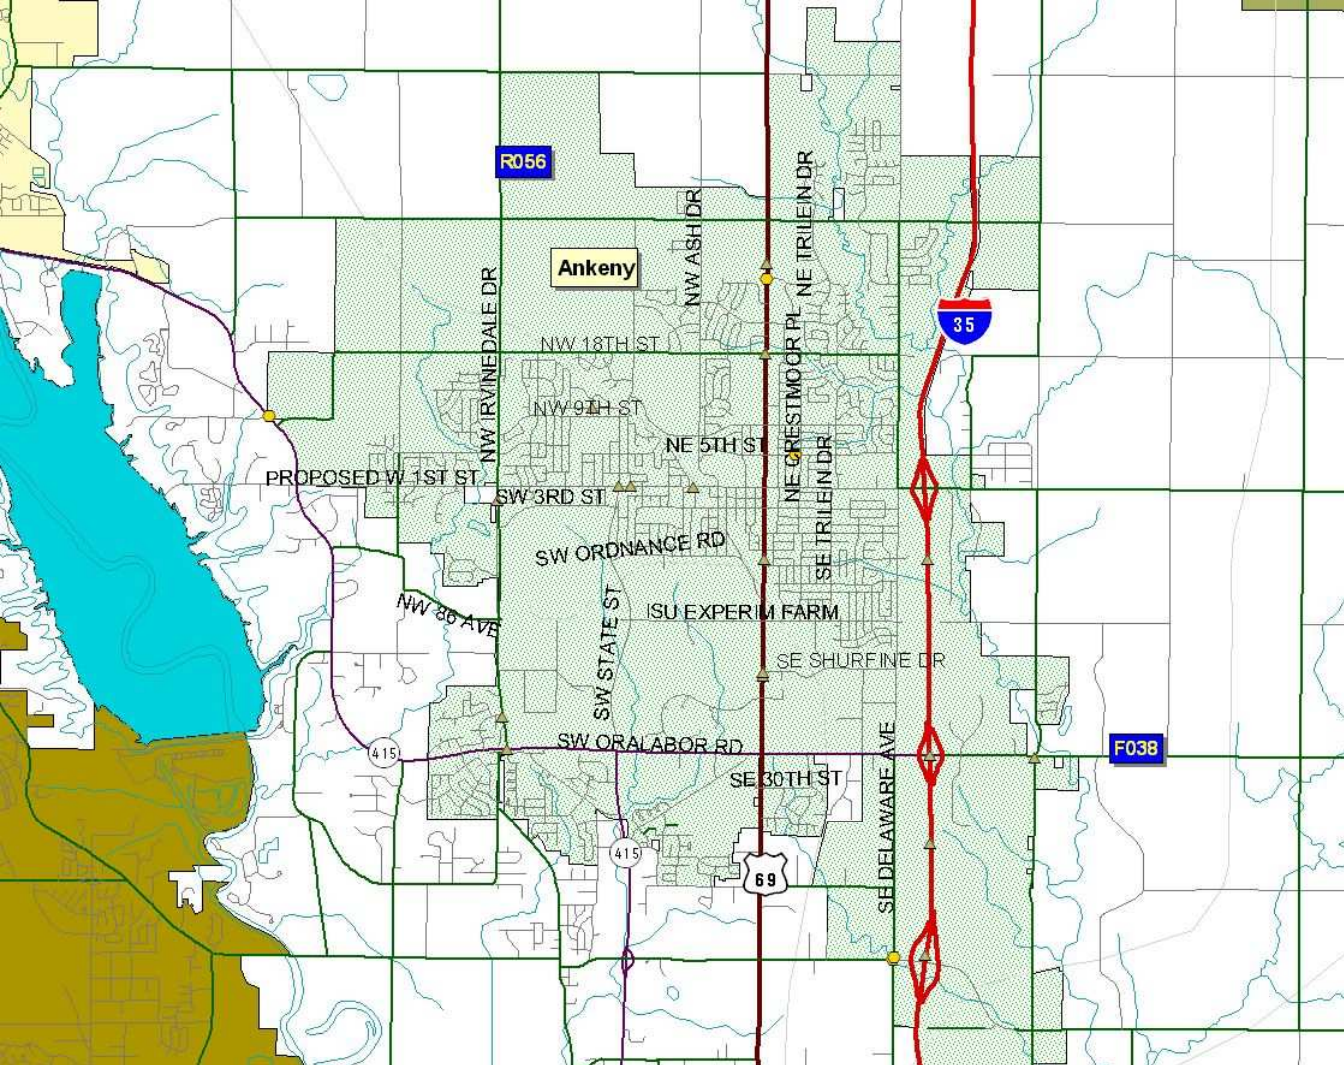 R056
NW ASH DR
NE TRILEIN DR
Ankeny
NW IRVINEDALE DR
35
NW 18TH ST
NE CRESTMOOR PL
NW 9TH ST
NE 5TH ST
SE TRILEIN DR
PROPOSED W 1ST ST
SW 3RD ST
SW ORDNANCE RD
NW 86 AVE
SW STATE ST
ISU EXPERIM FARM
SE SHURFINE DR
415
SW ORALABOR RD
SE DELAWARE AVE
F038
SE 30TH ST
415
69